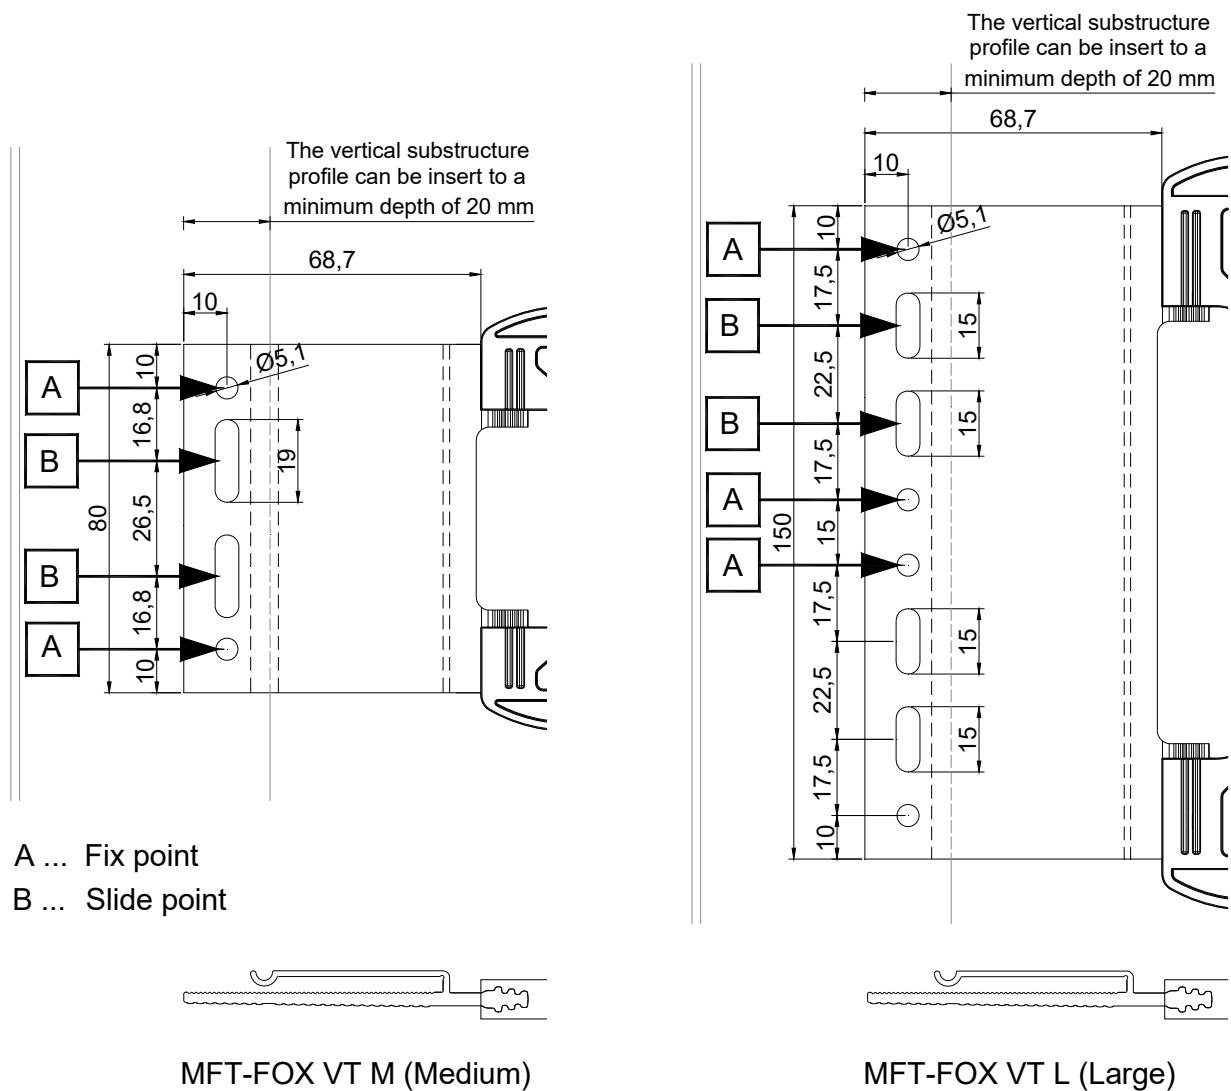 The vertical substructure
profile can be insert to a
minimum depth of 20 mm
68,7
10
Ø5,1
A
B
B
A
10
16,8
26,5
16,8
10
80
19
The vertical substructure
profile can be insert to a
minimum depth of 20 mm
68,7
10
Ø5,1
A
B
B
A
A
10
17,5
22,5
17,5
15
17,5
22,5
17,5
10
150
15
15
15
15
A ... Fix point
B ... Slide point
MFT-FOX VT M (Medium)
MFT-FOX VT L (Large)